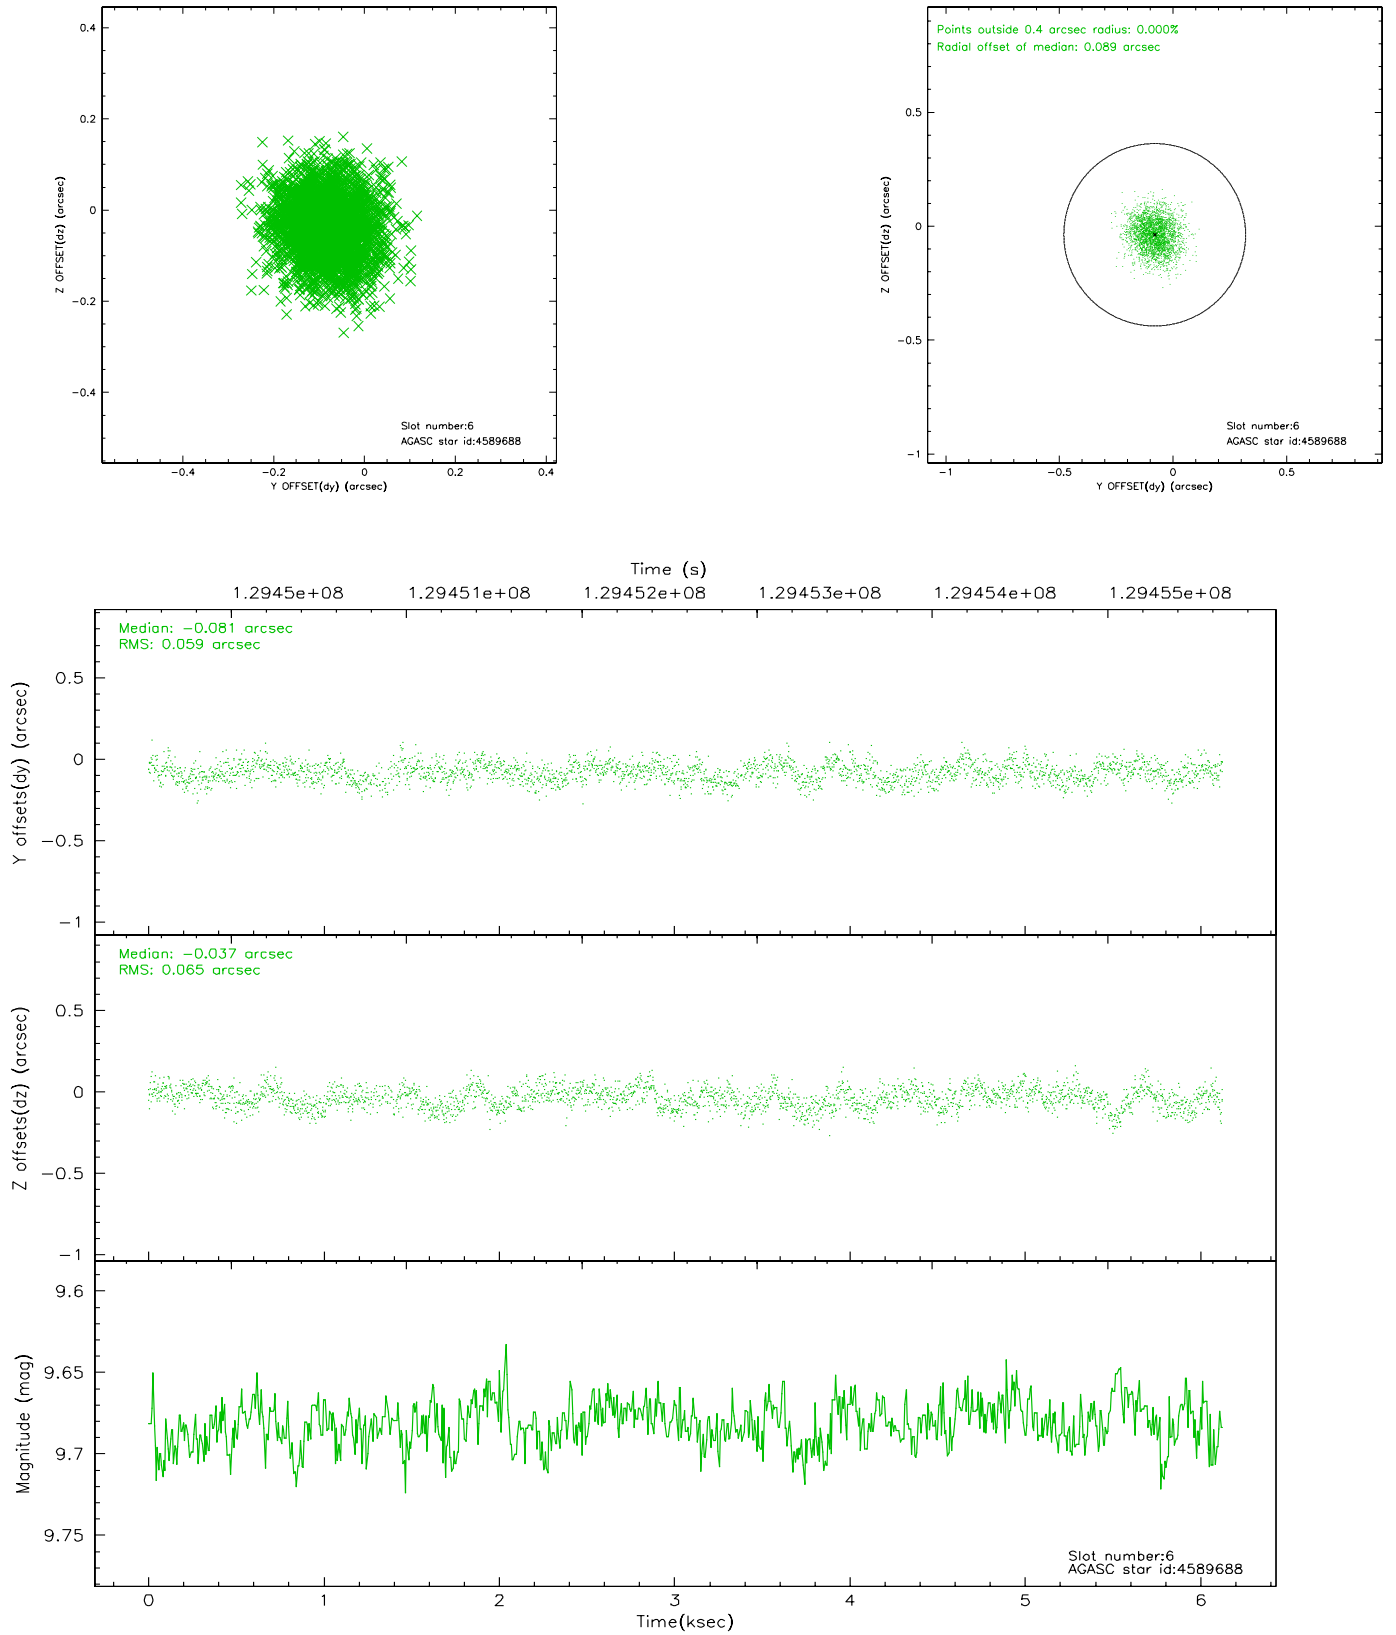 0.4
0.2
0
−0.2
−0.4
Z OFFSET(dz) (arcsec)
Slot number:6
AGASC star id:4589688
−0.4 −0.2 0 0.2 0.4
Y OFFSET(dy) (arcsec)
Points outside 0.4 arcsec radius: 0.000%
Radial offset of median: 0.089 arcsec
0.5
0
−0.5
−1
Z OFFSET(dz) (arcsec)
Slot number:6
AGASC star id:4589688
−1 −0.5 0 0.5
Y OFFSET(dy) (arcsec)
Time (s)
1.2945e+08 1.29451e+08 1.29452e+08 1.29453e+08 1.29454e+08 1.29455e+08
Median: −0.081 arcsec
RMS: 0.059 arcsec
0.5
0
−0.5
−1
Y offsets(dy) (arcsec)
Median: −0.037 arcsec
RMS: 0.065 arcsec
0.5
0
−0.5
−1
Z offsets(dz) (arcsec)
9.6
9.65
9.7
9.75
Magnitude (mag)
Slot number:6
AGASC star id:4589688
0 1 2 3 4 5 6
Time(ksec)